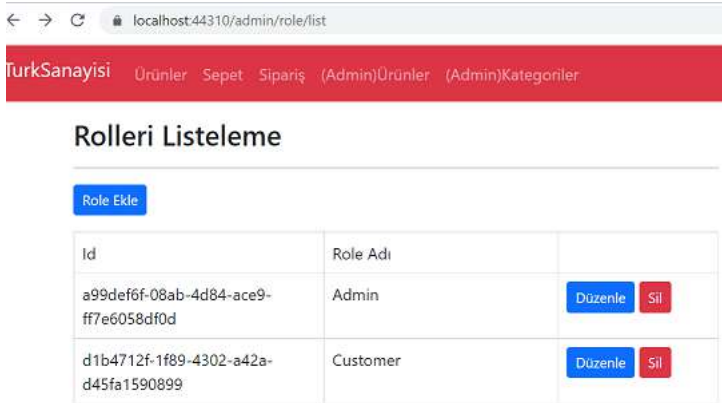 localhost:44310/admin/role/list
TurkSanayisi Ürünler Sepet Sipariş (Admin)Ürünler (Admin)Kategoriler
Rolleri Listeleme
Role Ekle
Id Role Adı
a99def6f-08ab-4d84-ace9- Admin Düzenle Sil
ff7e6058df0d
d1b4712f-1f89-4302-a42a- Customer Düzenle Sil
d45fa1590899